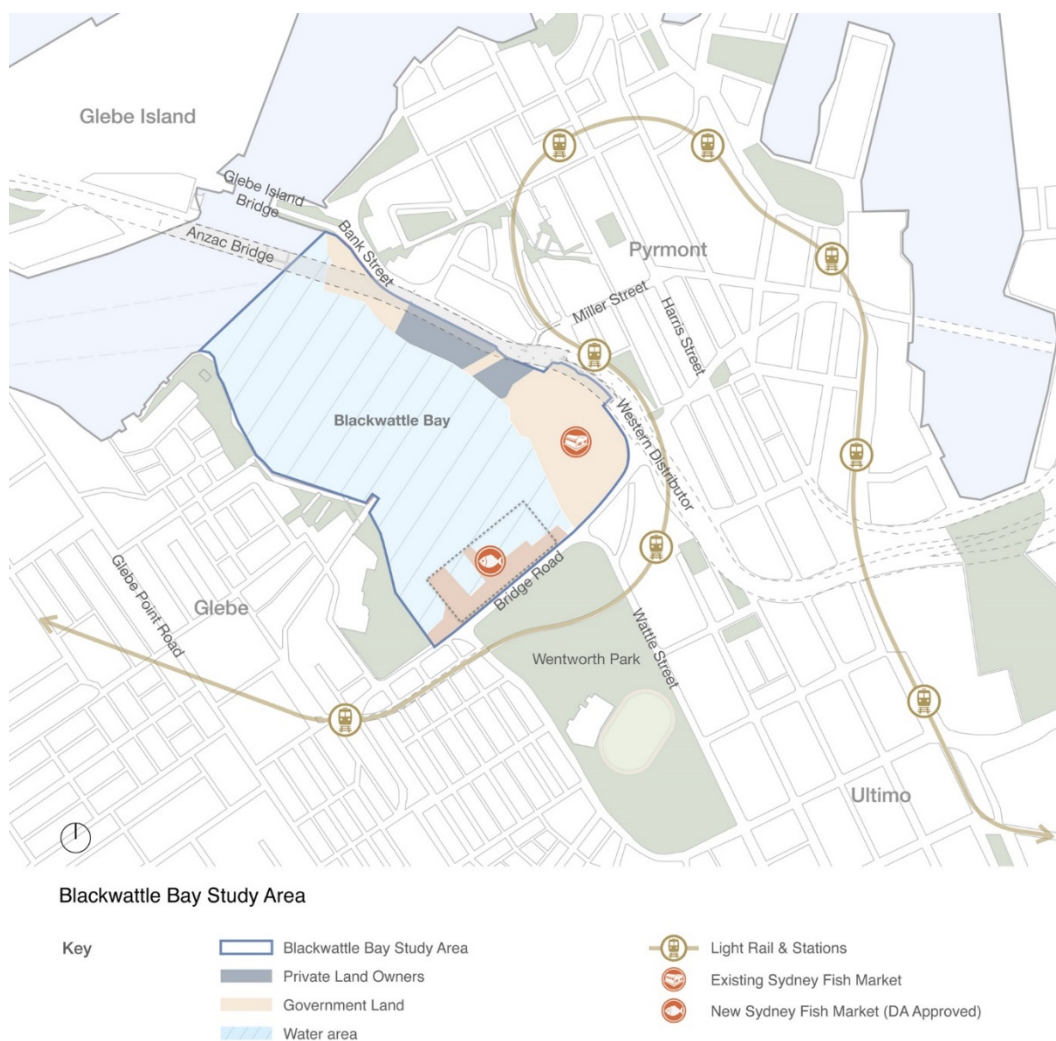 Glebe Island
Glebe Island
Bridge
Anzac Bridge
Bank Street
Pyrmont
Miller Street
Harris Street
Blackwattle Bay
Western Distributor
Bridge Road
Glebe Point Road
Glebe
Wattle Street
Wentworth Park
Ultimo
Blackwattle Bay Study Area
Key
Blackwattle Bay Study Area
Private Land Owners
Government Land
Water area
Light Rail & Stations
Existing Sydney Fish Market
New Sydney Fish Market (DA Approved)